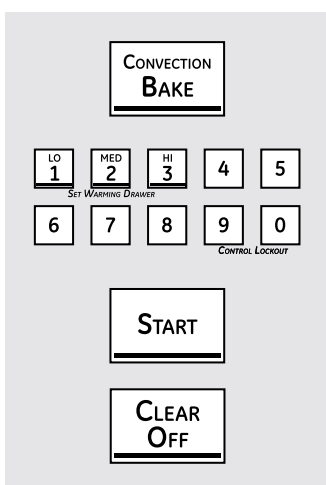 CONVECTION
BAKE
LO MED HI
1 2 3 4 5
SET WARMING DRAWER
6 7 8 9 0
CONTROL LOCKOUT
START
CLEAR
OFF